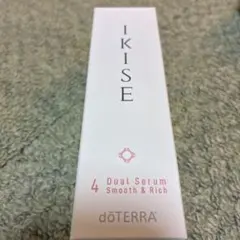 IKISE
4 Dual Serum
Smooth & Rich
dōTERRA®